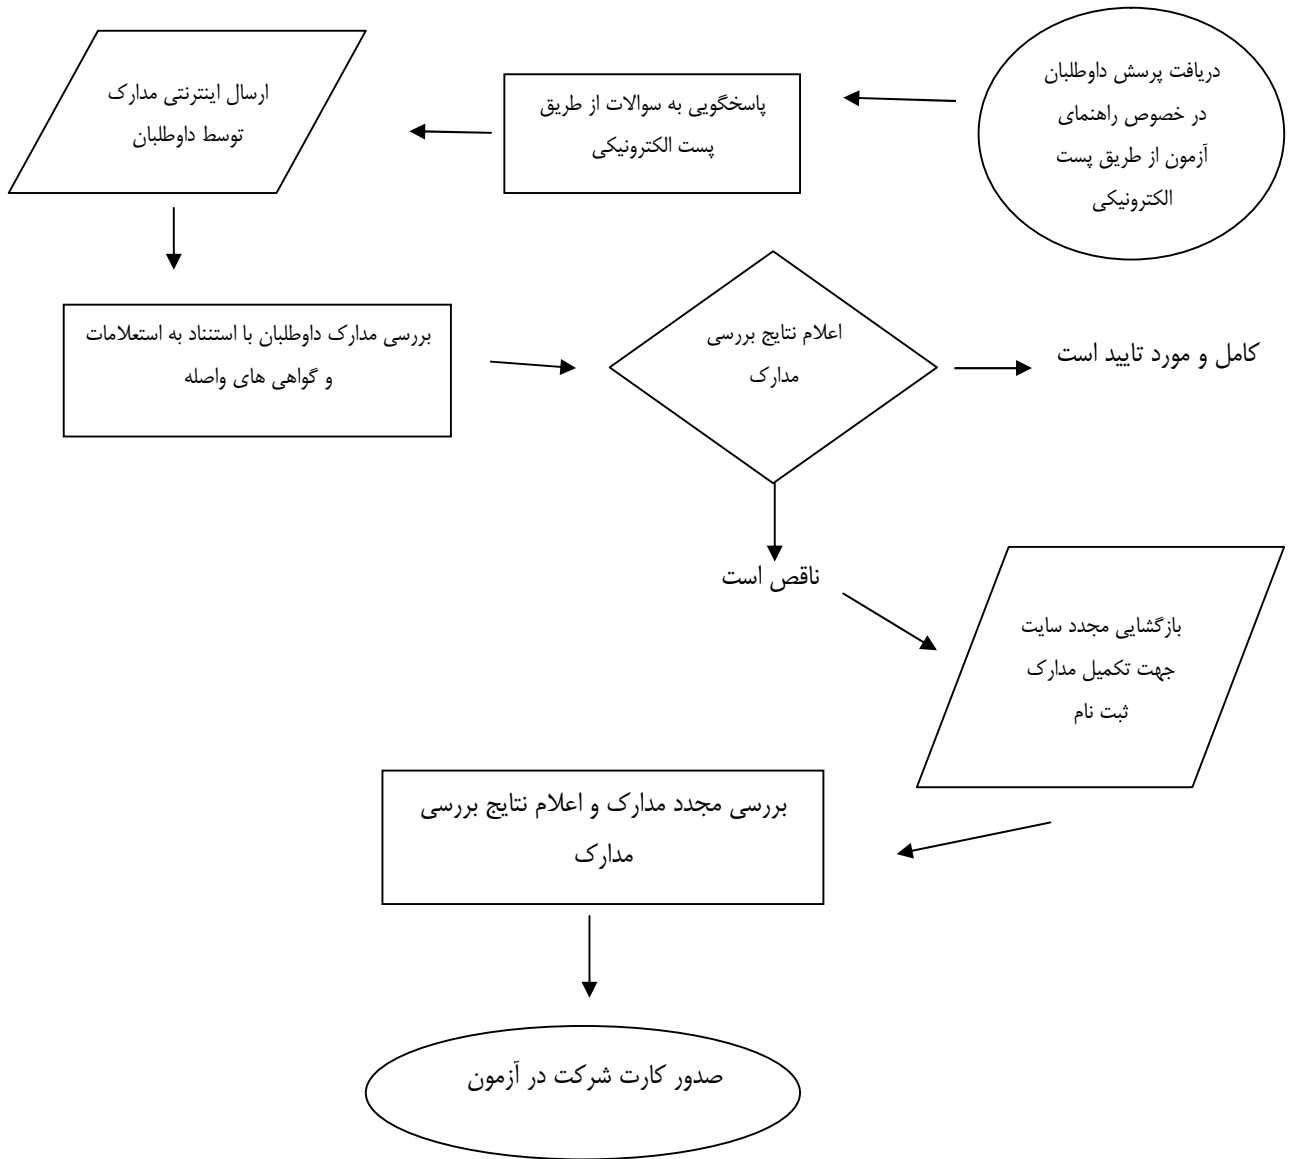 دریافت پرسش داوطلبان
در خصوص راهنمای
آزمون از طریق پست
الکترونیکی
پاسخگویی به سوالات از طریق
پست الکترونیکی
ارسال اینترنتی مدارک
توسط داوطلبان
بررسی مدارک داوطلبان با استناد به استعلامات
و گواهی های واصله
اعلام نتایج بررسی
مدارک
کامل و مورد تایید است
ناقص است
بازگشایی مجدد سایت
جهت تکمیل مدارک
ثبت نام
بررسی مجدد مدارک و اعلام نتایج بررسی
مدارک
صدور کارت شرکت در آزمون